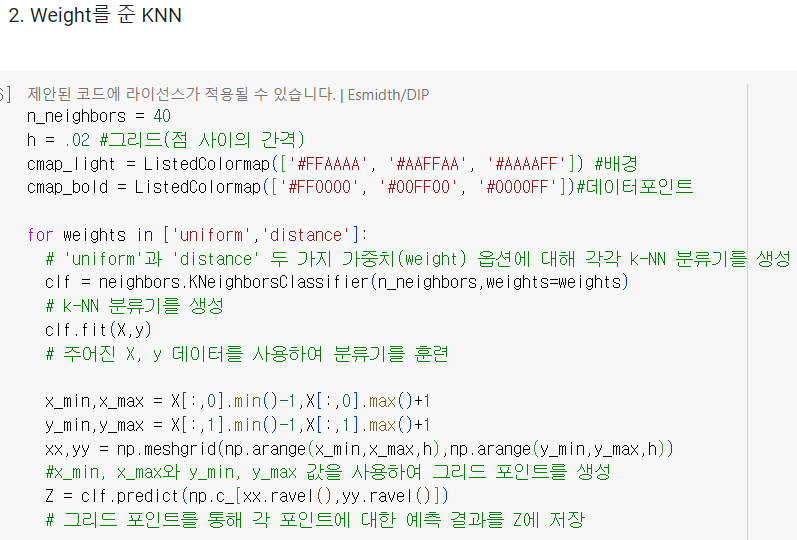 2. Weight를 준 KNN
6] 제안된 코드에 라이선스가 적용될 수 있습니다. | Esmidth/DIP
n_neighbors = 40
h = .02 #그리드(점 사이의 간격)
cmap_light = ListedColormap(['#FFAAAA', '#AAFFAA', '#AAAAFF']) #배경
cmap_bold = ListedColormap(['#FF0000', '#00FF00', '#0000FF'])#데이터포인트
for weights in ['uniform','distance']:
# 'uniform'과 'distance' 두 가지 가중치(weight) 옵션에 대해 각각 k-NN 분류기를 생성
clf = neighbors.KNeighborsClassifier(n_neighbors,weights=weights)
# k-NN 분류기를 생성
clf.fit(X,y)
# 주어진 X, y 데이터를 사용하여 분류기를 훈련
x_min,x_max = X[:,0].min()-1,X[:,0].max()+1
y_min,y_max = X[:,1].min()-1,X[:,1].max()+1
xx,yy = np.meshgrid(np.arange(x_min,x_max,h),np.arange(y_min,y_max,h))
#x_min, x_max와 y_min, y_max 값을 사용하여 그리드 포인트를 생성
Z = clf.predict(np.c_[xx.ravel(),yy.ravel()])
# 그리드 포인트를 통해 각 포인트에 대한 예측 결과를 Z에 저장